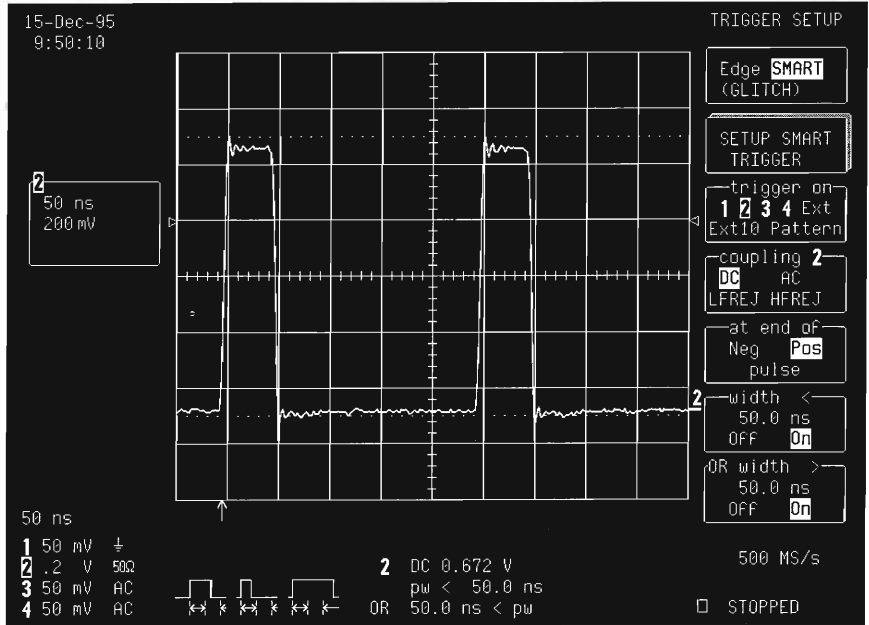 15-Dec-95
9:50:10
TRIGGER SETUP
Edge SMART
(GLITCH)
SETUP SMART
TRIGGER
trigger on
1 2 3 4 Ext
Ext10 Pattern
coupling 2
DC AC
LFREJ HFREJ
at end of
Neg Pos
pulse
width <
50.0 ns
Off On
OR width >
50.0 ns
Off On
2
50 ns
200 mV
2
50 ns
1 50 mV ⏚
2 .2 V 50Ω
3 50 mV AC
4 50 mV AC
2 DC 0.672 V
pw < 50.0 ns
OR 50.0 ns < pw
500 MS/s
STOPPED